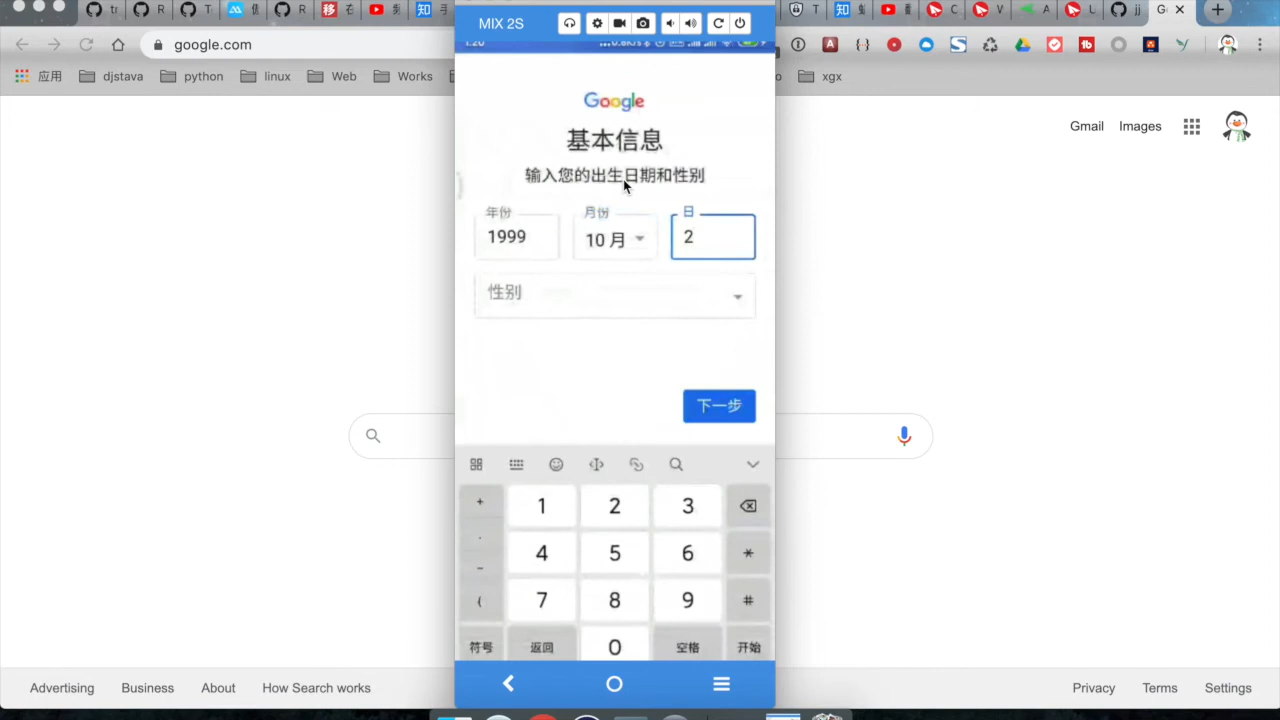 MIX 2S
google.com
应用
djstava
python
linux
Web
Works
xgx
Gmail
Images
Google
基本信息
输入您的出生日期和性别
年份
月份
日
1999
10 月
2
性别
下一步
1 2 3
4 5 6
* 
7 8 9
#
符号 返回 0 空格 开始
Advertising
Business
About
How Search works
Privacy
Terms
Settings